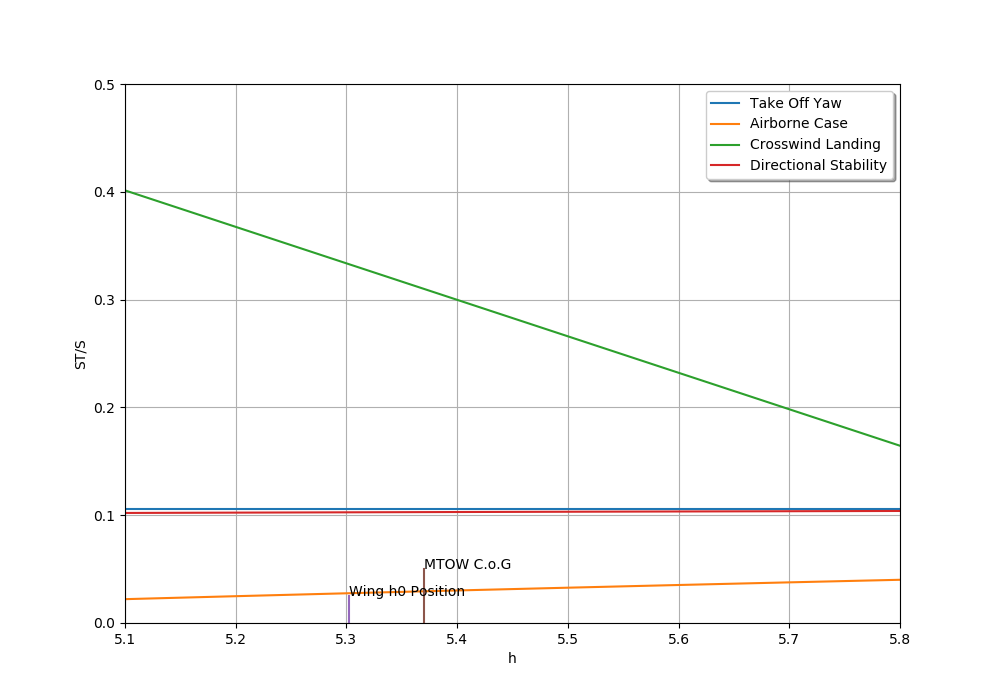 0.5
0.4
0.3
0.2
0.1
0.0
ST/S
Take Off Yaw
Airborne Case
Crosswind Landing
Directional Stability
MTOW C.o.G
Wing h0 Position
5.1 5.2 5.3 5.4 5.5 5.6 5.7 5.8
h